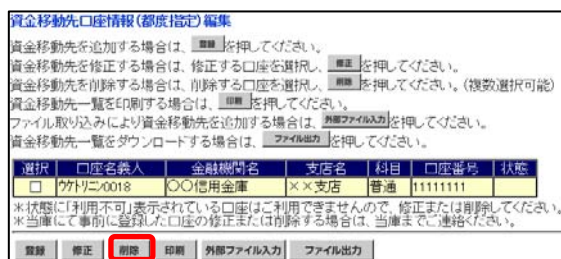 資金移動先口座情報(都度指定)編集
資金移動先を追加する場合は、 登録 を押してください。
資金移動先を修正する場合は、修正する口座を選択し、 修正 を押してください。
資金移動先を削除する場合は、削除する口座を選択し、 削除 を押してください。(複数選択可能)
資金移動先一覧を印刷する場合は、 印刷 を押してください。
ファイル取り込みにより資金移動先を追加する場合は、 外部ファイル入力 を押してください。
資金移動先一覧をダウンロードする場合は、 ファイル出力 を押してください。
選択 口座名義人 金融機関名 支店名 科目 口座番号 状態
ウケトリニン0018 〇〇信用金庫 ××支店 普通 11111111
※状態に「利用不可」表示されている口座はご利用できませんので、修正または削除してください。
※当庫にて事前に登録した口座の修正または削除する場合は、当庫までご連絡ください。
登録 修正 削除 印刷 外部ファイル入力 ファイル出力